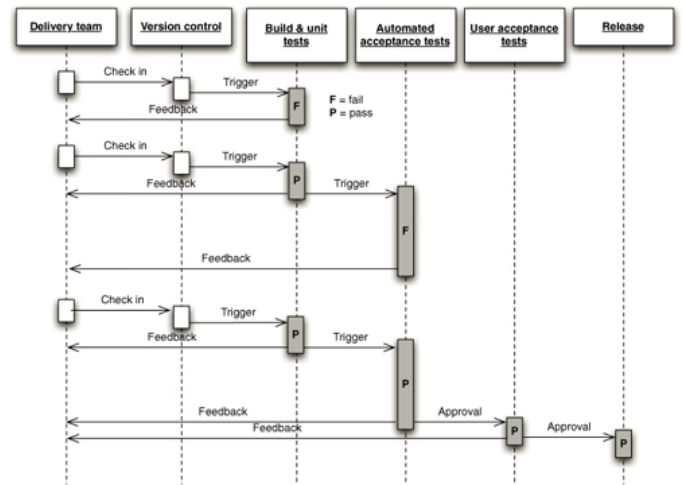 Delivery team
Version control
Build & unit
tests
Automated
acceptance tests
User acceptance
tests
Release
Check in
Trigger
Feedback
F
F = fail
P = pass
Check in
Trigger
Feedback
P
Trigger
F
Feedback
Check in
Trigger
Feedback
P
Trigger
P
Feedback
Approval
Feedback
P
Approval
P